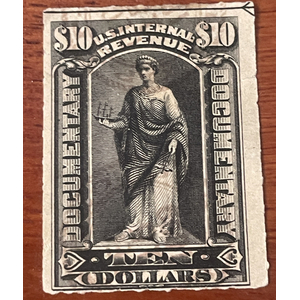 $10 U.S. INTERNAL $10
REVENUE
DOCUMENTARY
DOCUMENTARY
TEN
DOLLARS